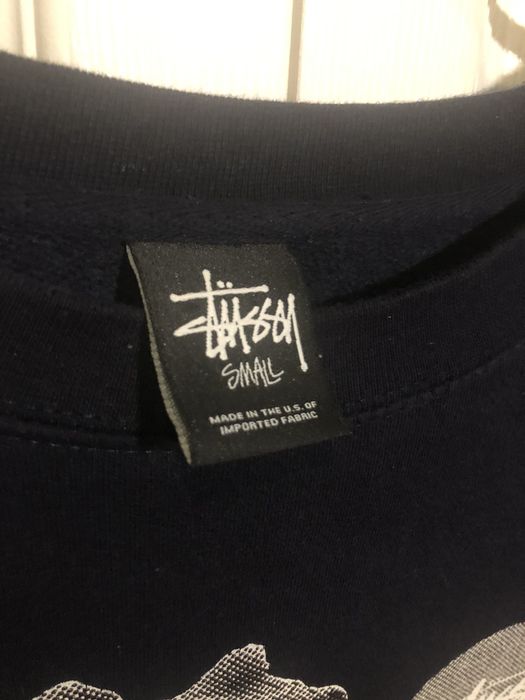 Stüssy
SMALL
MADE IN THE U.S. OF
IMPORTED FABRIC